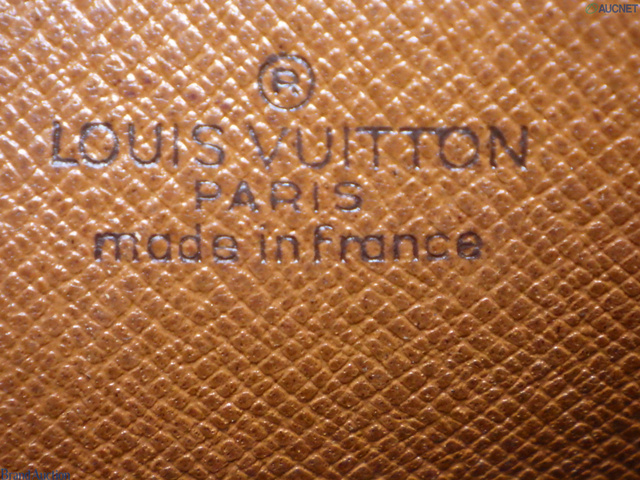 © AUCNET
®
LOUIS VUITTON
PARIS
made in france